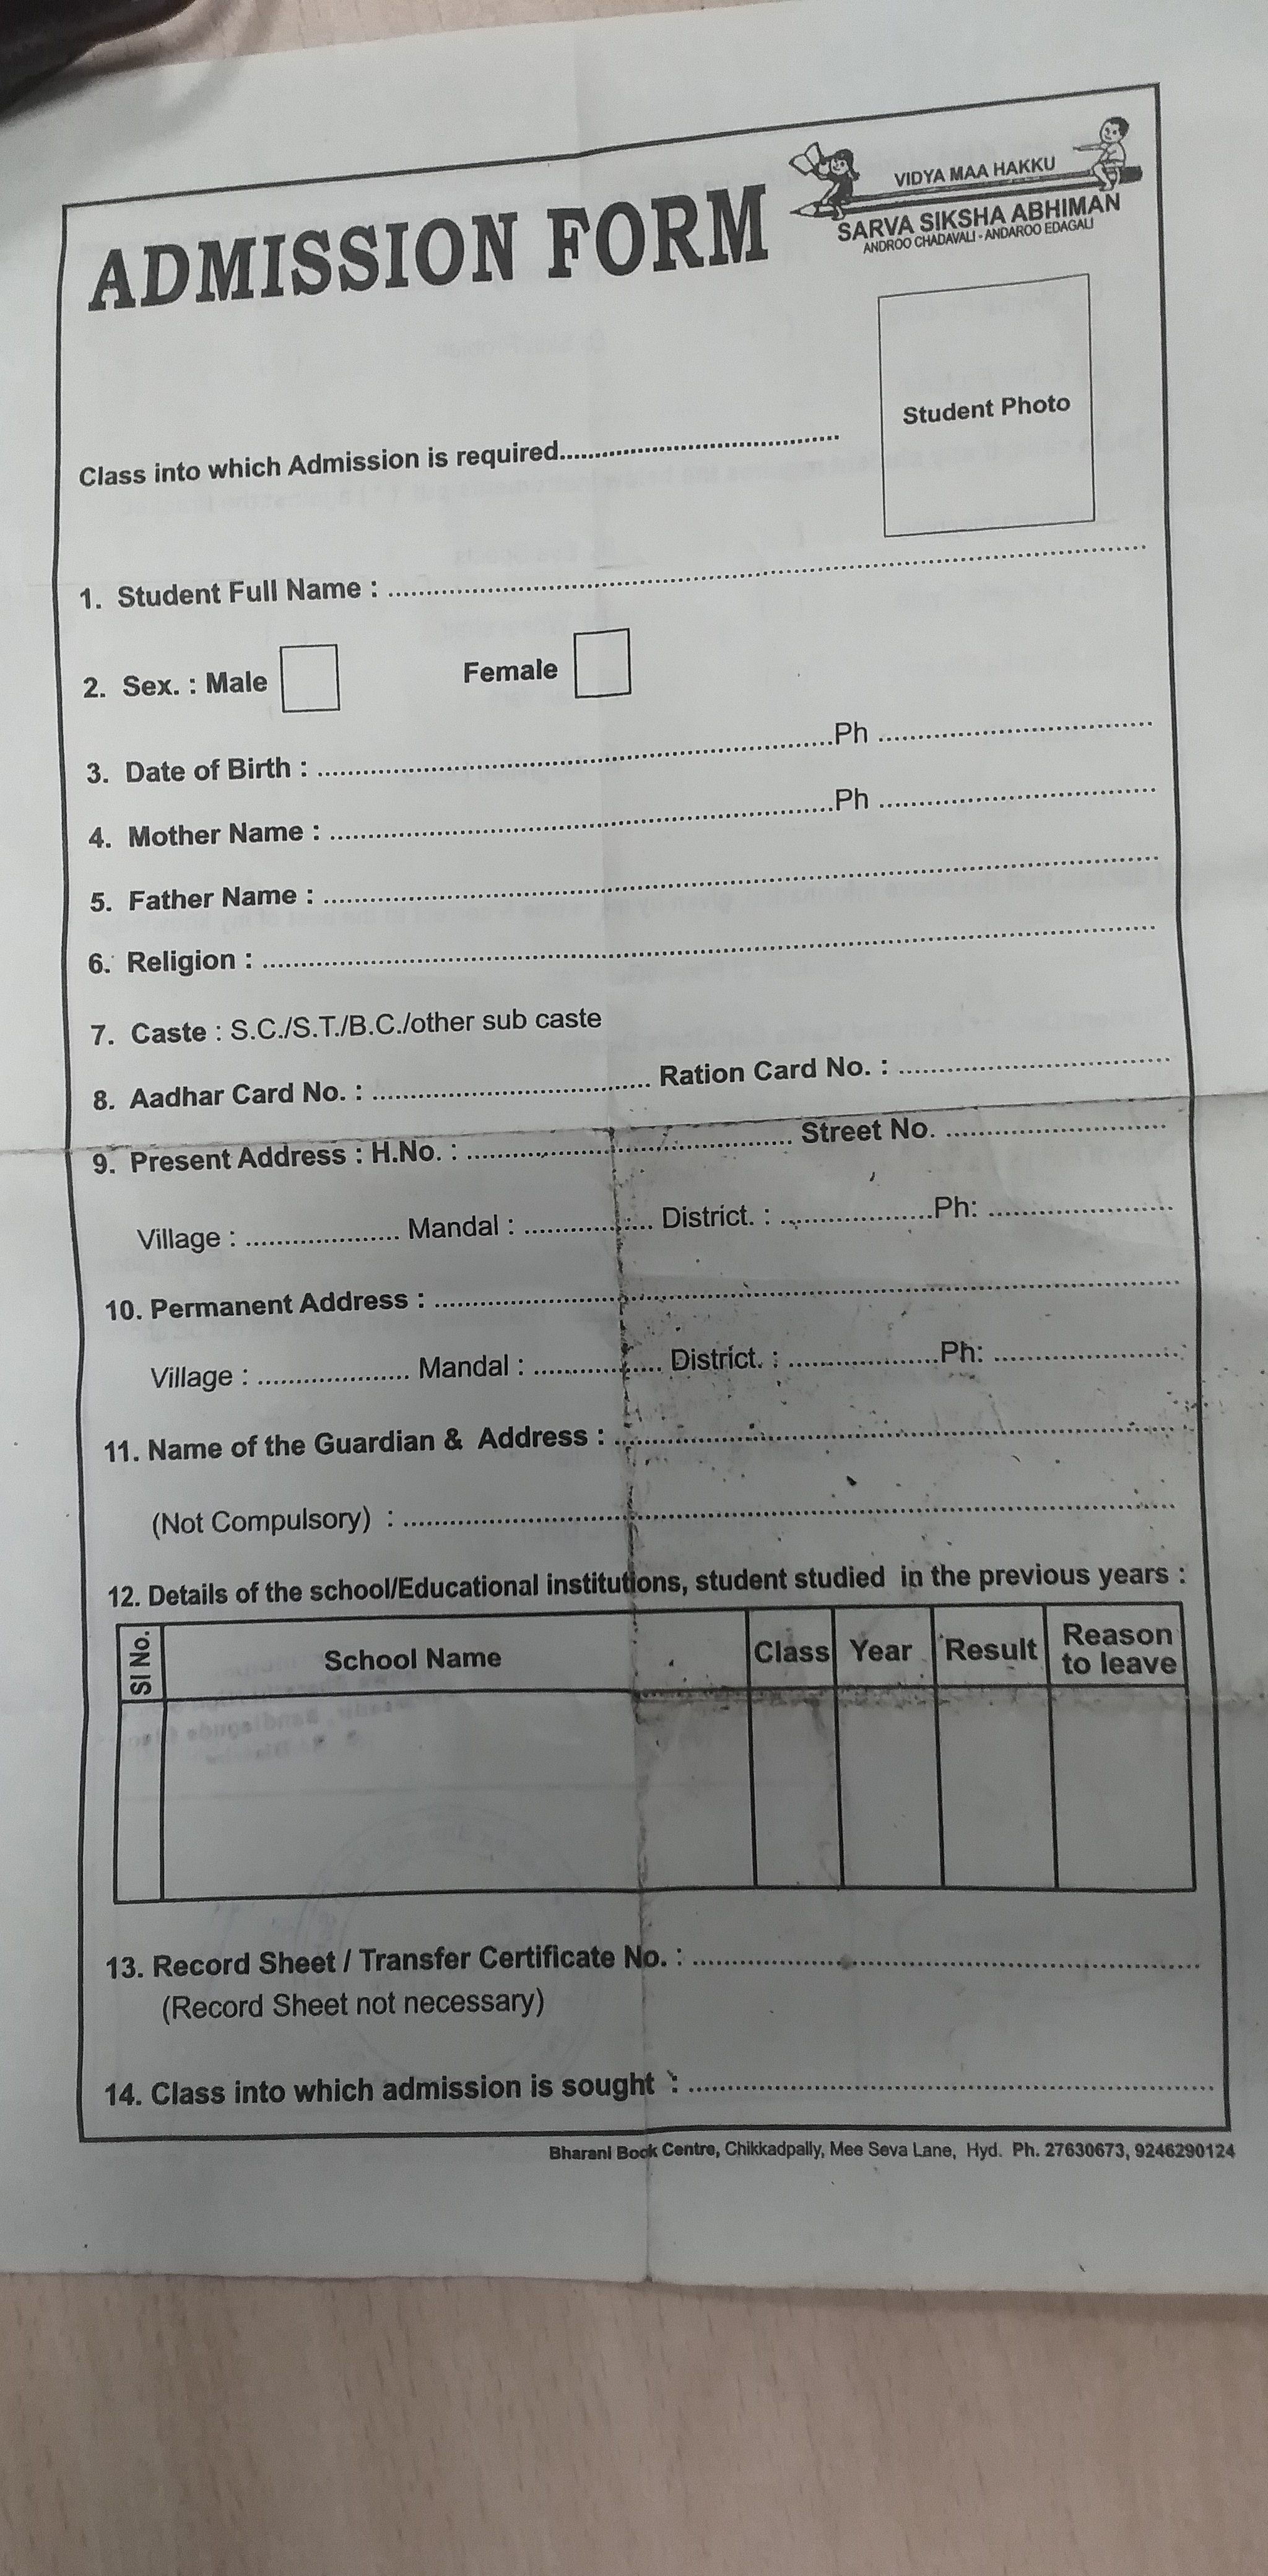 VIDYA MAA HAKKU
SARVA SIKSHA ABHIMAN
ANDROO CHADAVALI - ANDAROO EDAGALI
ADMISSION FORM
Student Photo
Class into which Admission is required..............................................
1. Student Full Name : ..............................................................................
2. Sex. : Male Female
3. Date of Birth : ....................................................................Ph ....................................
4. Mother Name : ..................................................................Ph ....................................
5. Father Name : ..............................................................................
6. Religion : ..............................................................................
7. Caste : S.C./S.T./B.C./other sub caste
8. Aadhar Card No. : ..................................... Ration Card No. : ....................................
9. Present Address : H.No. : ........................................... Street No. .............................
Village : .................... Mandal : ................. District. : ....................Ph: ........................
10. Permanent Address : ..............................................................................
Village : .................... Mandal : ................. District. : ....................Ph: ........................
11. Name of the Guardian & Address : ..........................................................................
(Not Compulsory) : ..............................................................................
12. Details of the school/Educational institutions, student studied in the previous years :
Sl No. School Name Class Year Result Reason to leave
13. Record Sheet / Transfer Certificate No. : ..................................................................
(Record Sheet not necessary)
14. Class into which admission is sought : ..................................................................
Bharani Book Centre, Chikkadpally, Mee Seva Lane, Hyd. Ph. 27630673, 9246290124